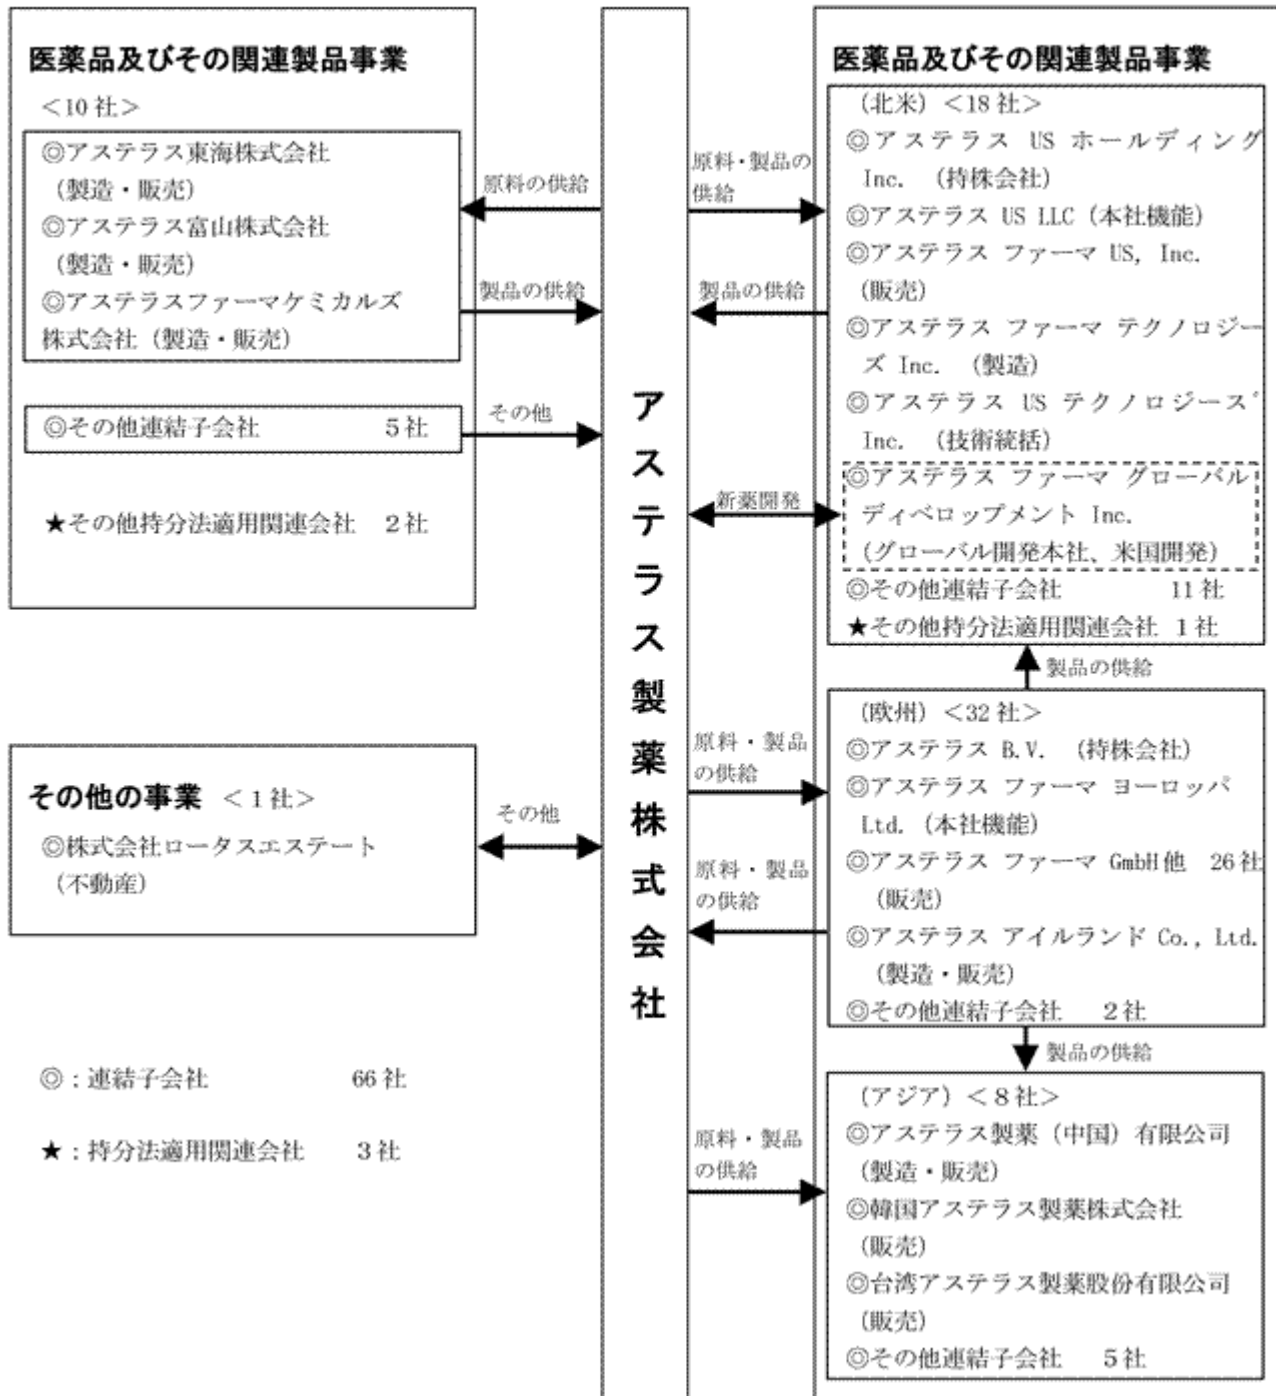 医薬品及びその関連製品事業
＜10 社＞
◎アステラス東海株式会社
(製造・販売)
◎アステラス富山株式会社
(製造・販売)
◎アステラスファーマケミカルズ
株式会社（製造・販売）
◎その他連結子会社 5 社
★その他持分法適用関連会社 2 社
その他の事業 ＜1 社＞
◎株式会社ロータスエステート
(不動産)
◎：連結子会社 66 社
★：持分法適用関連会社 3 社
原料の供給
製品の供給
その他
その他
アステラス製薬株式会社
原料・製品の
供給
製品の供給
新薬開発
原料・製品
の供給
原料・製品
の供給
原料・製品
の供給
医薬品及びその関連製品事業
(北米) ＜18 社＞
◎アステラス US ホールディング
Inc. (持株会社)
◎アステラス US LLC（本社機能)
◎アステラス ファーマ US, Inc.
(販売)
◎アステラス ファーマ テクノロジー
ズ Inc. (製造)
◎アステラス US テクノロジーズ
Inc. (技術統括)
◎アステラス ファーマ グローバル
ディベロップメント Inc.
(グローバル開発本社、米国開発)
◎その他連結子会社 11 社
★その他持分法適用関連会社 1 社
製品の供給
(欧州) ＜32 社＞
◎アステラス B.V. (持株会社)
◎アステラス ファーマ ヨーロッパ
Ltd.（本社機能)
◎アステラス ファーマ GmbH 他 26 社
(販売)
◎アステラス アイルランド Co., Ltd.
(製造・販売)
◎その他連結子会社 2 社
製品の供給
(アジア) ＜8 社＞
◎アステラス製薬（中国）有限公司
(製造・販売)
◎韓国アステラス製薬株式会社
(販売)
◎台湾アステラス製薬股份有限公司
(販売)
◎その他連結子会社 5 社